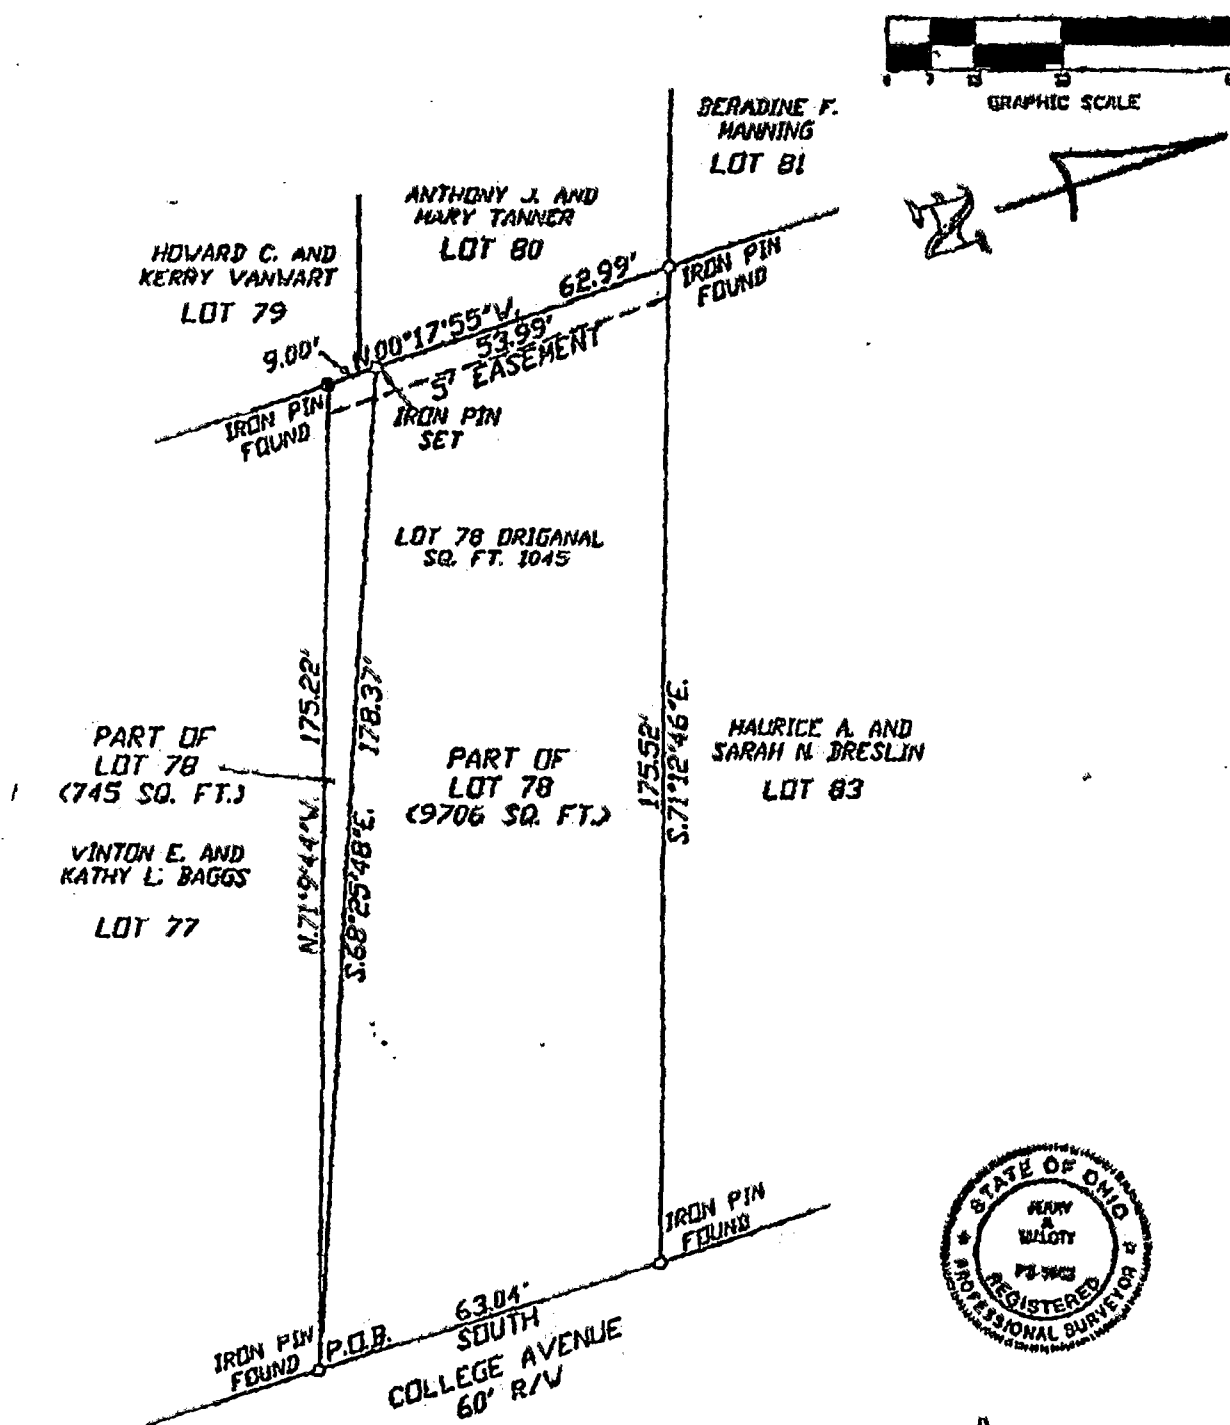 GRAPHIC SCALE
BERADINE F.
MANNING
LOT 81
ANTHONY J. AND
MARY TANNER
LOT 80
HOWARD C. AND
KERRY VANWART
LOT 79
62.99'
IRON PIN
FOUND
N.00°17'55"W.
53.99'
9.00'
5' EASEMENT
IRON PIN
FOUND
IRON PIN
SET
LOT 78 ORIGANAL
SQ. FT. 1045
175.22'
N.71°9'44"W.
178.37'
S.68°25'48"E.
175.52'
S.71°12'46"E.
PART OF
LOT 78
(745 SQ. FT.)
PART OF
LOT 78
(9706 SQ. FT.)
MAURICE A. AND
SARAH N. BRESLIN
LOT 83
VINTON E. AND
KATHY L. BAGGS
LOT 77
IRON PIN
FOUND
63.04'
SOUTH
COLLEGE AVENUE
60' R/W
IRON PIN
FOUND
P.O.B.
STATE OF OHIO
REGISTERED
PROFESSIONAL SURVEYOR
N